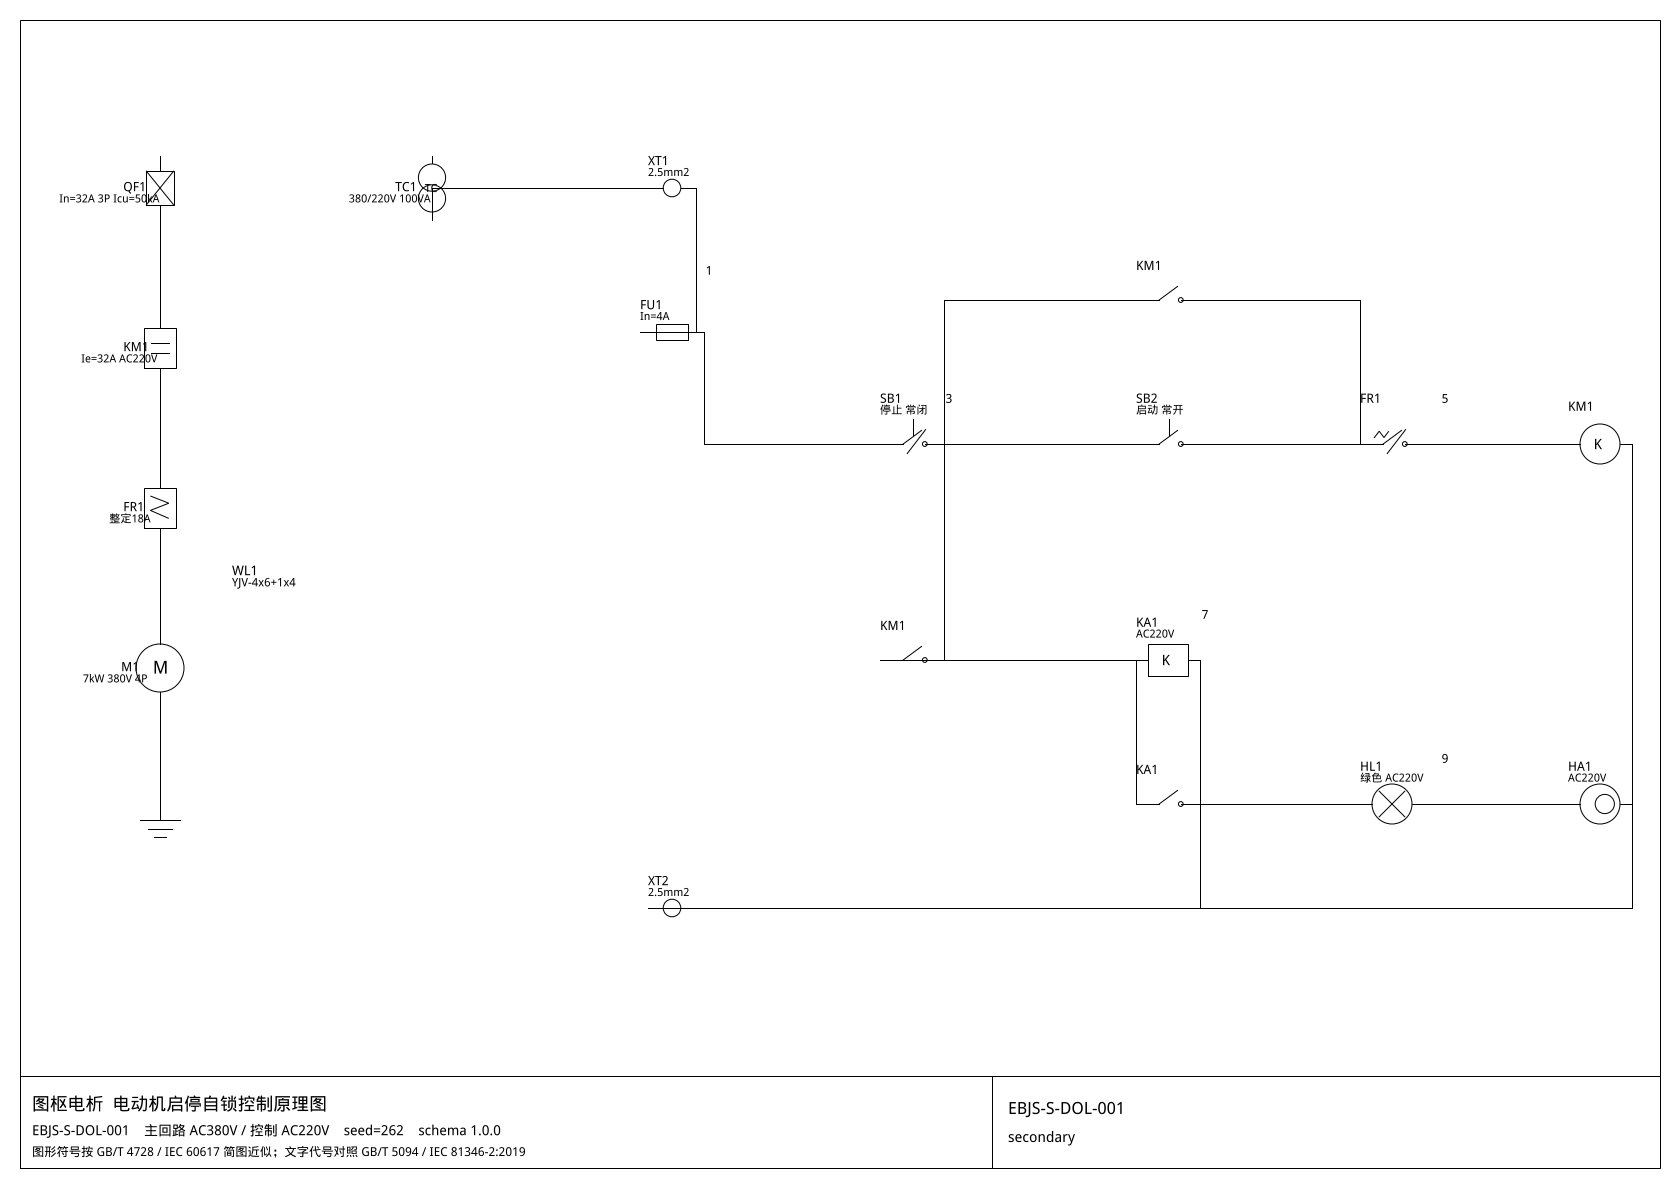 XT1
2.5mm2
QF1
In=32A 3P Icu=50kA
TC1
TC
380/220V 100VA
1
KM1
FU1
In=4A
KM1
Ie=32A AC220V
SB1
停止 常闭
3
SB2
启动 常开
FR1
5
KM1
K
FR1
整定18A
WL1
YJV-4x6+1x4
KM1
KA1
AC220V
7
K
M1
7kW 380V 4P
M
KA1
HL1
绿色 AC220V
9
HA1
AC220V
XT2
2.5mm2
图枢电析 电动机启停自锁控制原理图
EBJS-S-DOL-001 主回路 AC380V / 控制 AC220V seed=262 schema 1.0.0
图形符号按 GB/T 4728 / IEC 60617 简图近似；文字代号对照 GB/T 5094 / IEC 81346-2:2019
EBJS-S-DOL-001
secondary